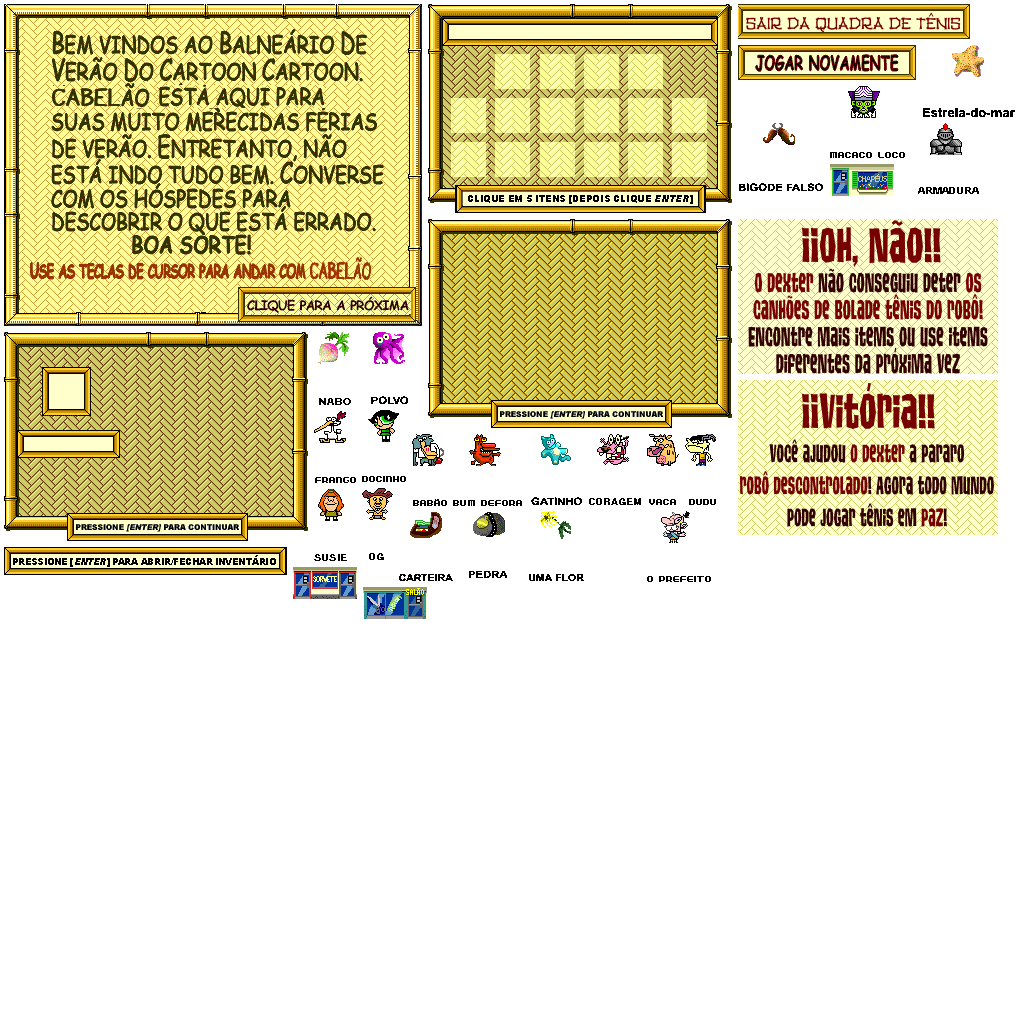 BEM VINDOS AO BALNEÁRIO DE
VERÃO DO CARTOON CARTOON.
CABELÃO ESTÁ AQUI PARA
SUAS MUITO MERECIDAS FÉRIAS
DE VERÃO. ENTRETANTO, NÃO
ESTÁ INDO TUDO BEM. CONVERSE
COM OS HÓSPEDES PARA
DESCOBRIR O QUE ESTÁ ERRADO.
BOA SORTE!
USE AS TECLAS DE CURSOR PARA ANDAR COM CABELÃO
CLIQUE PARA A PRÓXIMA
CLIQUE EM 5 ITENS [DEPOIS CLIQUE ENTER]
SAIR DA QUADRA DE TÊNIS
JOGAR NOVAMENTE
Estrela-do-mar
MACACO LOCO
BIGODE FALSO
CHAPÉUS
ARMADURA
¡¡OH, NÃO!!
O DEXTER NÃO CONSEGUIU DETER OS
CANHÕES DE BOLADE TÊNIS DO ROBÔ!
ENCONTRE MAIS ITEMS OU USE ITEMS
DIFERENTES DA PRÓXIMA VEZ
¡¡VITÓRIA!!
VOCÊ AJUDOU O DEXTER A PARARO
ROBÔ DESCONTROLADO! AGORA TODO MUNDO
PODE JOGAR TÊNIS EM PAZ!
PRESSIONE [ENTER] PARA CONTINUAR
NABO
POLVO
FRANGO
DOCINHO
BABÃO
BUM DEFORA
GATINHO
CORAGEM
VACA
DUDU
PRESSIONE [ENTER] PARA CONTINUAR
PRESSIONE [ENTER] PARA ABRIR/FECHAR INVENTÁRIO
SUSIE
OG
CARTEIRA
PEDRA
UMA FLOR
O PREFEITO
SORVETE
SALÃO